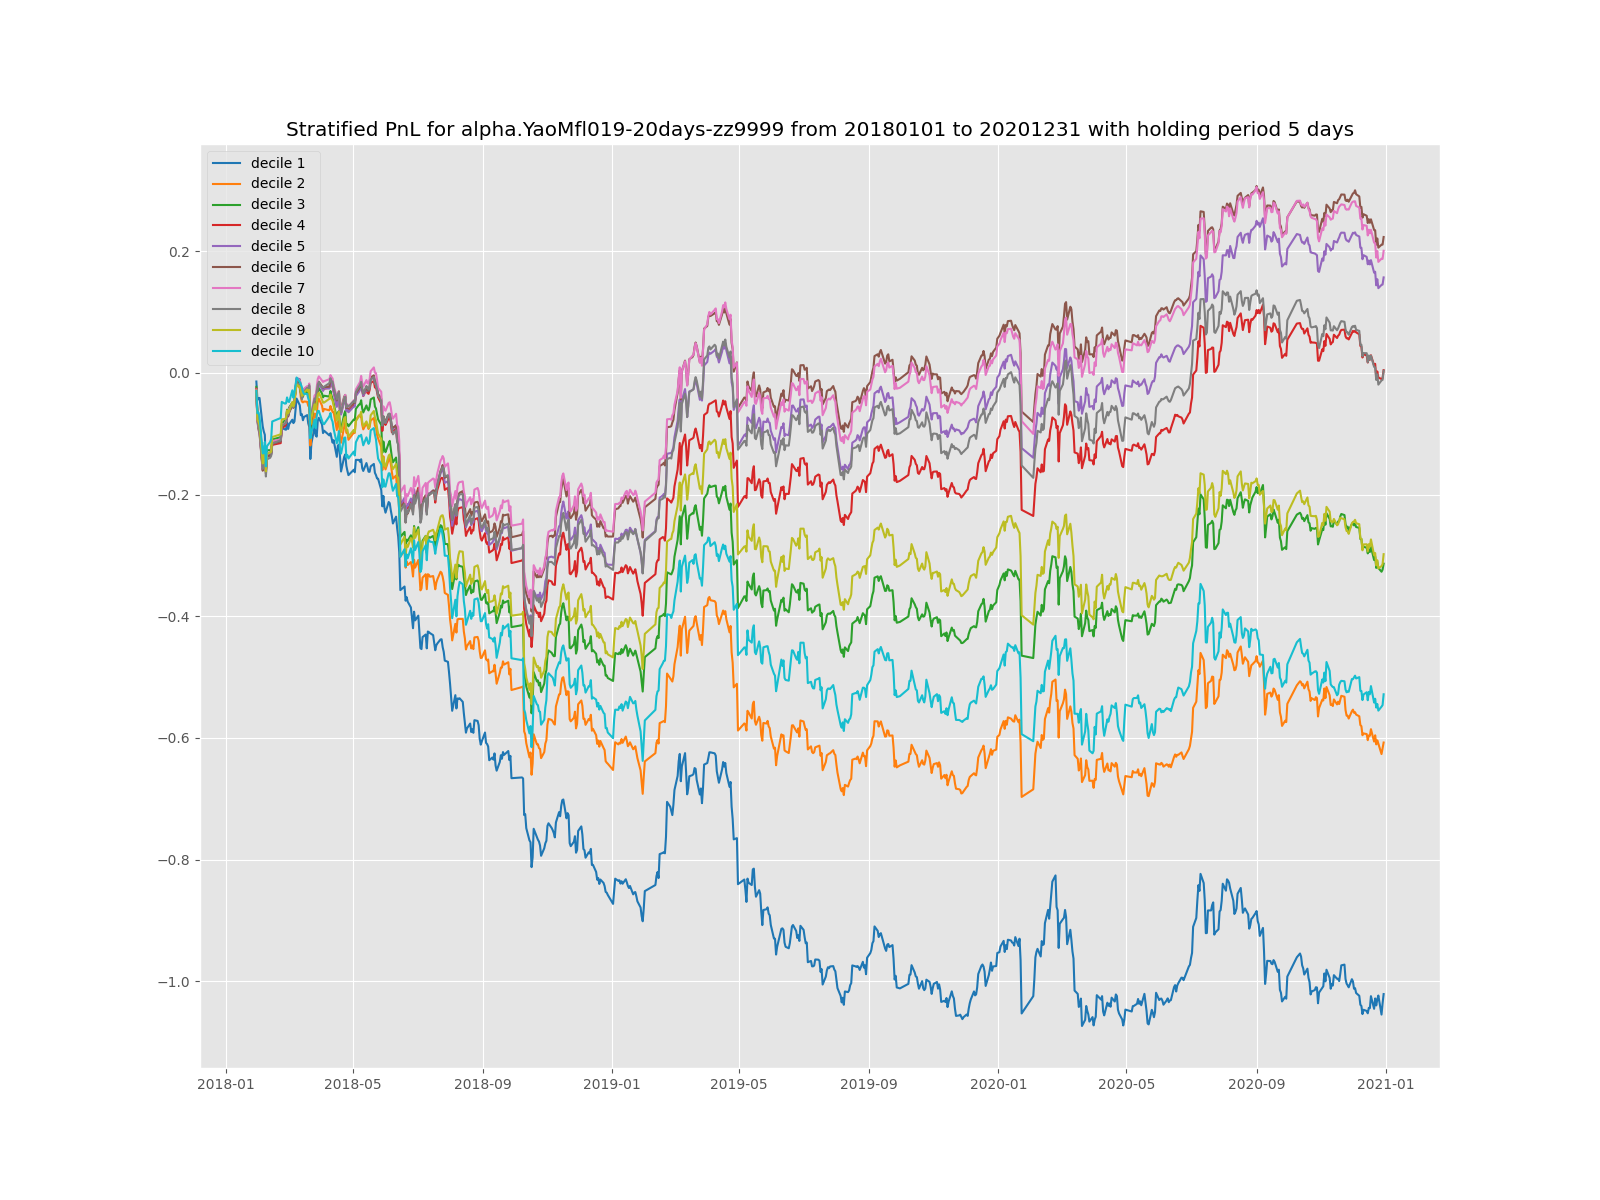 Stratified PnL for alpha.YaoMfl019-20days-zz9999 from 20180101 to 20201231 with holding period 5 days
decile 1
decile 2
decile 3
decile 4
decile 5
decile 6
decile 7
decile 8
decile 9
decile 10
0.2
0.0
−0.2
−0.4
−0.6
−0.8
−1.0
2018-01 2018-05 2018-09 2019-01 2019-05 2019-09 2020-01 2020-05 2020-09 2021-01